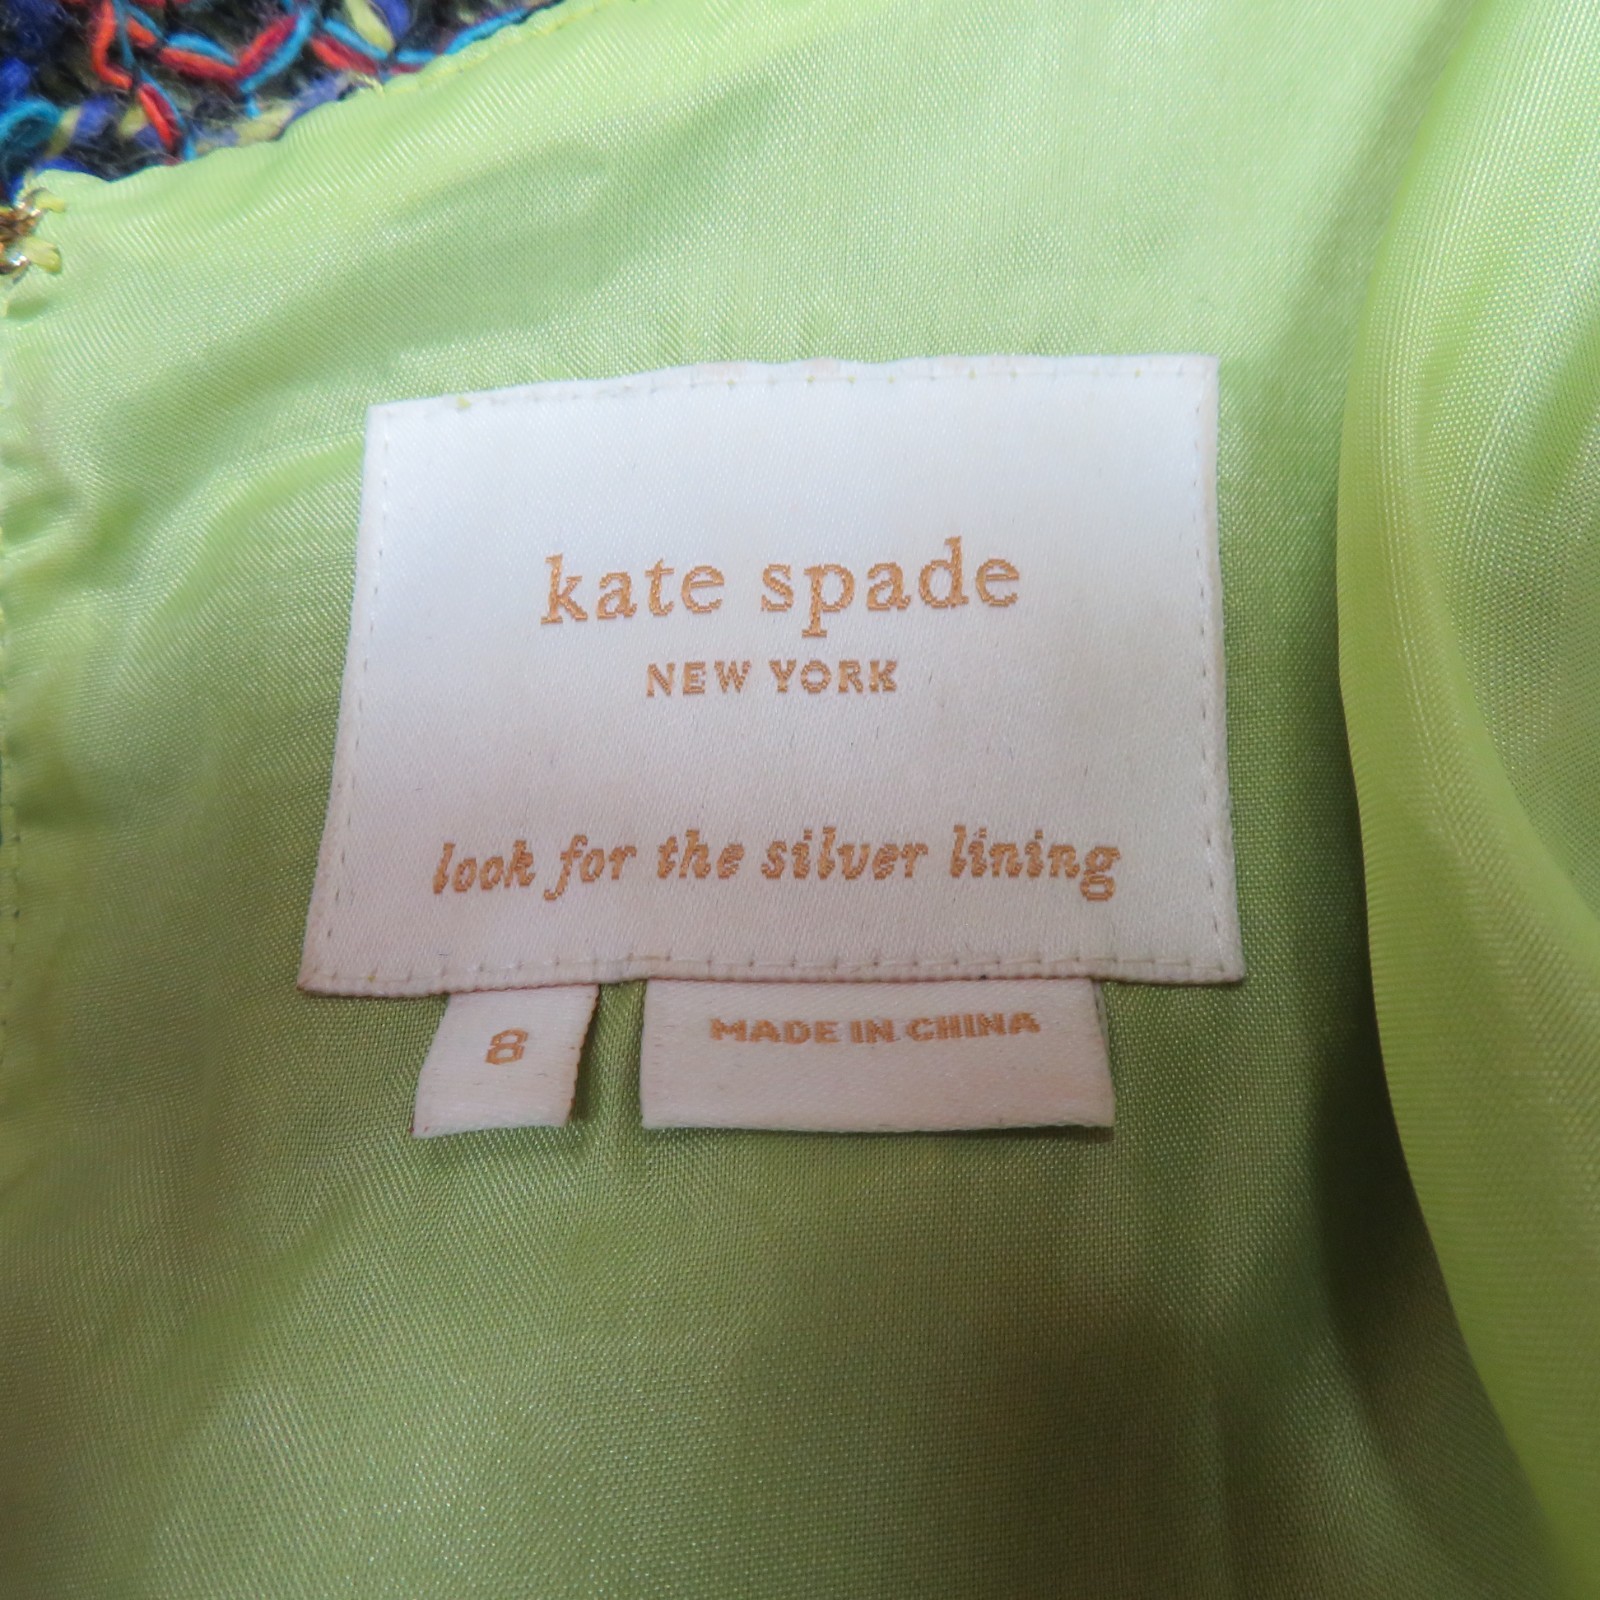 kate spade
NEW YORK
look for the silver lining
8
MADE IN CHINA